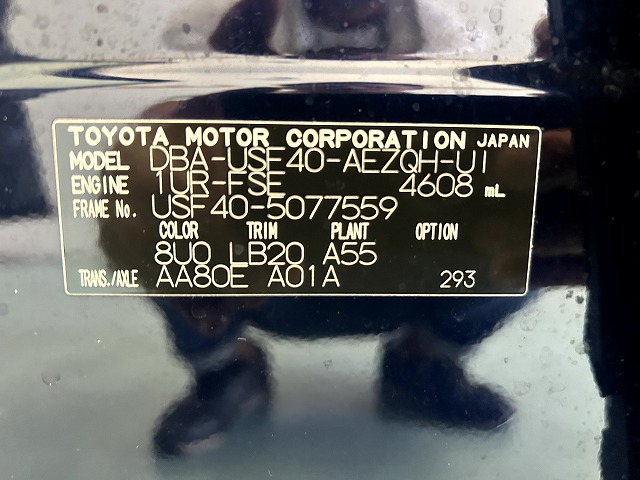 TOYOTA MOTOR CORPORATION JAPAN
MODEL DBA-USF40-AEZQH-U1
ENGINE 1UR-FSE 4608 mL
FRAME No. USF40-5077559
COLOR TRIM PLANT OPTION
8U0 LB20 A55
TRANS./AXLE AA80E A01A 293